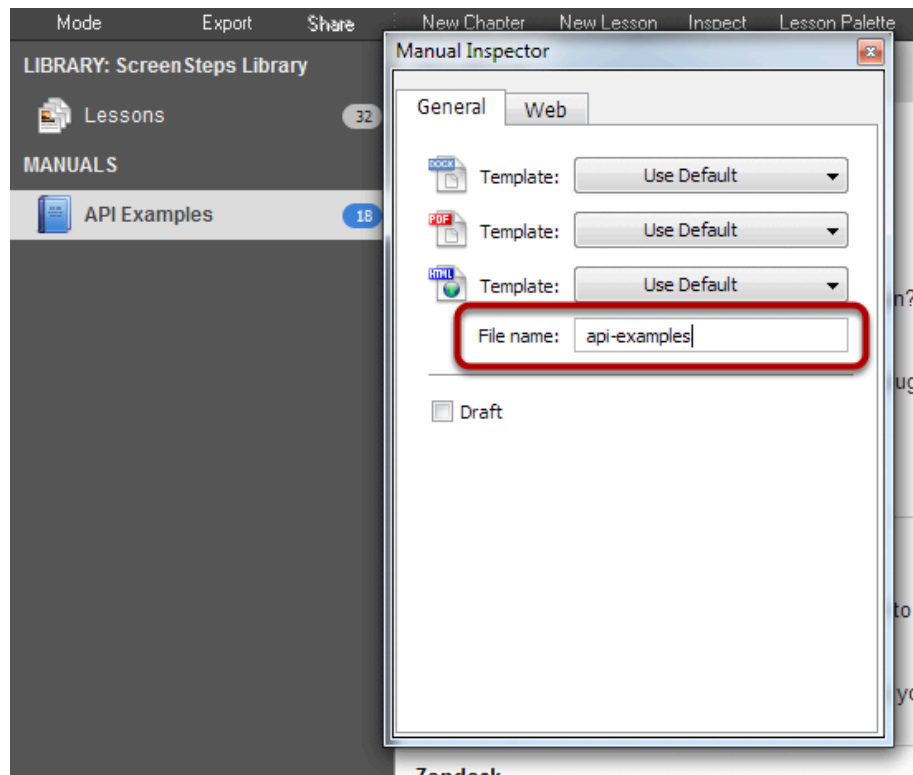 Mode Export Share New Chapter New Lesson Inspect Lesson Palette
LIBRARY: ScreenSteps Library
Lessons 32
MANUALS
API Examples 18
Manual Inspector
General Web
DOCX Template: Use Default
PDF Template: Use Default
HTML Template: Use Default
File name: api-examples
Draft
n?
to
Zendesk